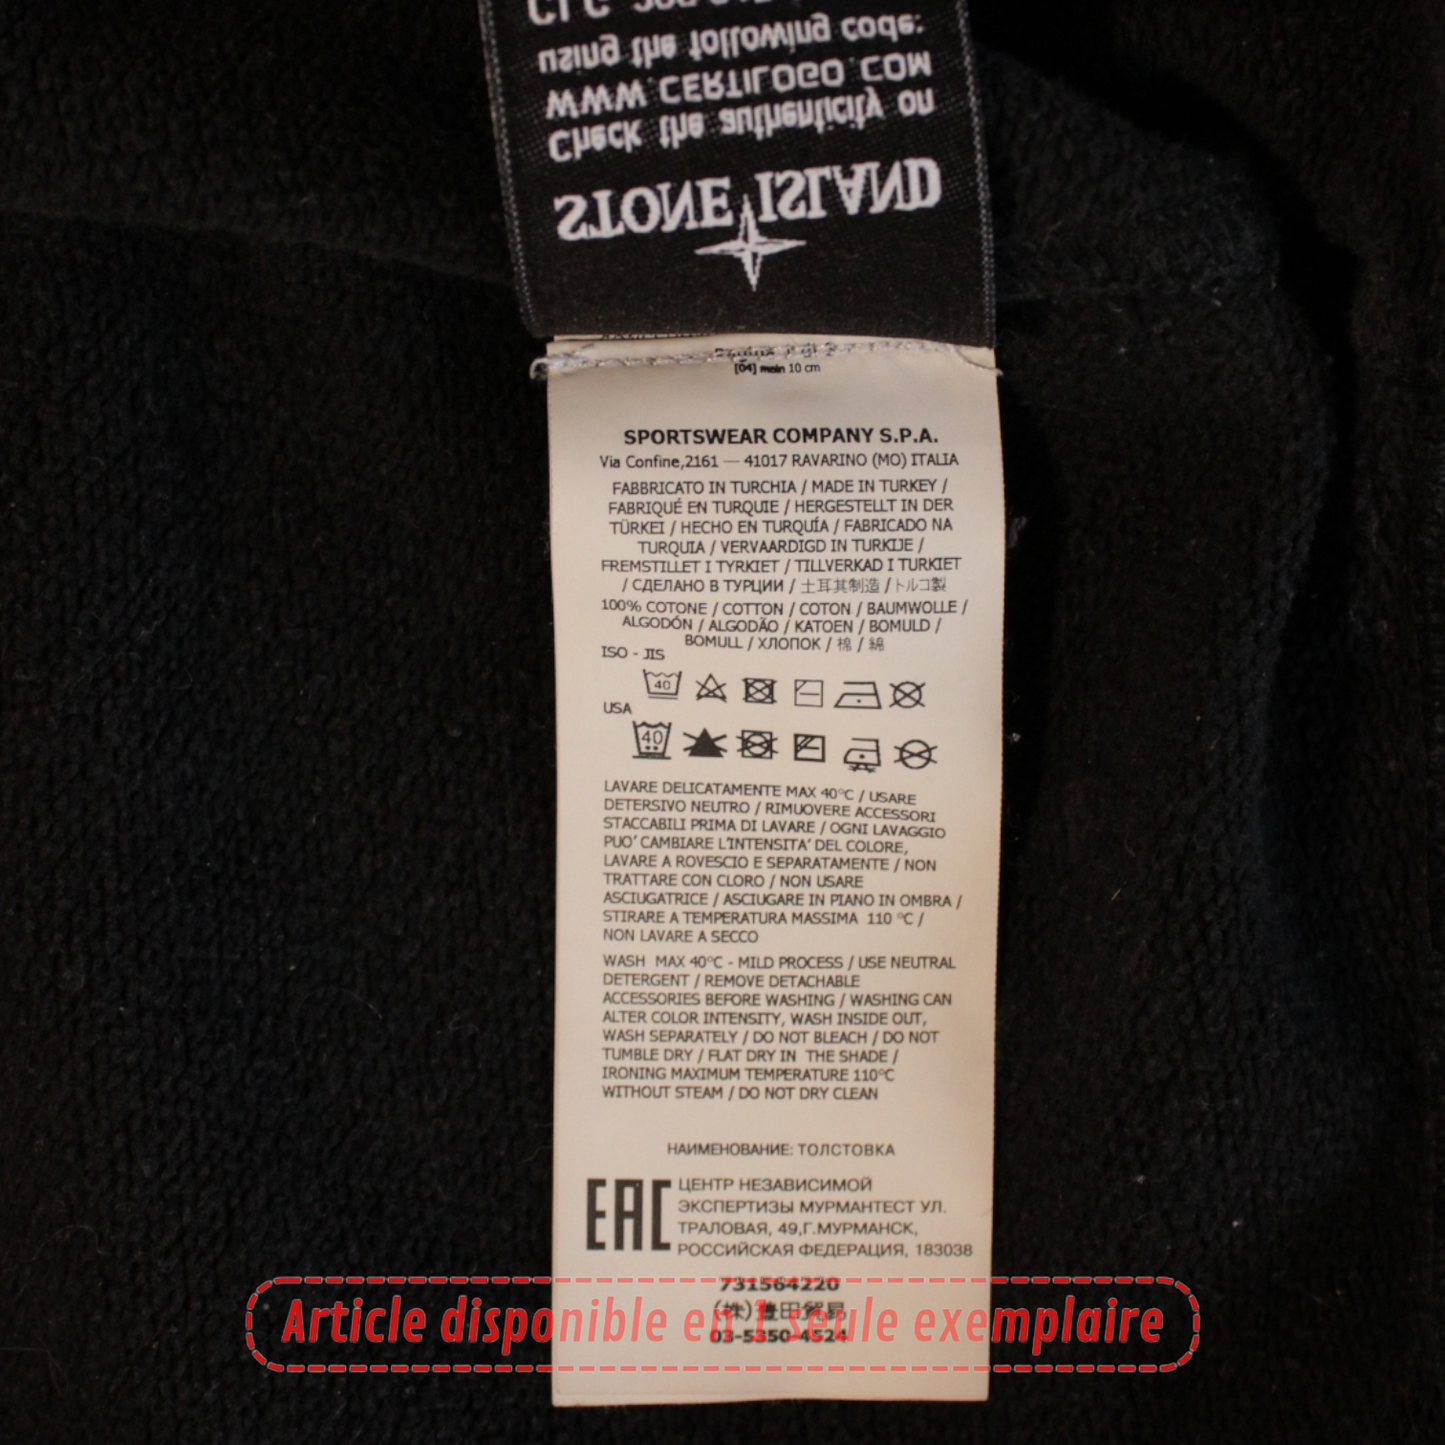 using the following code:
WWW.CERTILOGO.COM
Check the authenticity on
STONE ISLAND
[04] main 10 cm
SPORTSWEAR COMPANY S.P.A.
Via Confine,2161 — 41017 RAVARINO (MO) ITALIA
FABBRICATO IN TURCHIA / MADE IN TURKEY /
FABRIQUÉ EN TURQUIE / HERGESTELLT IN DER
TÜRKEI / HECHO EN TURQUÍA / FABRICADO NA
TURQUIA / VERVAARDIGD IN TURKIJE /
FREMSTILLET I TYRKIET / TILLVERKAD I TURKIET
/ СДЕЛАНО В ТУРЦИИ / 土耳其制造 / トルコ製
100% COTONE / COTTON / COTON / BAUMWOLLE /
ALGODÓN / ALGODÃO / KATOEN / BOMULD /
BOMULL / ХЛОПОК / 棉 / 綿
ISO - JIS
40
USA
40
LAVARE DELICATAMENTE MAX 40°C / USARE
DETERSIVO NEUTRO / RIMUOVERE ACCESSORI
STACCABILI PRIMA DI LAVARE / OGNI LAVAGGIO
PUO' CAMBIARE L'INTENSITA' DEL COLORE,
LAVARE A ROVESCIO E SEPARATAMENTE / NON
TRATTARE CON CLORO / NON USARE
ASCIUGATRICE / ASCIUGARE IN PIANO IN OMBRA /
STIRARE A TEMPERATURA MASSIMA 110 °C /
NON LAVARE A SECCO
WASH MAX 40°C - MILD PROCESS / USE NEUTRAL
DETERGENT / REMOVE DETACHABLE
ACCESSORIES BEFORE WASHING / WASHING CAN
ALTER COLOR INTENSITY, WASH INSIDE OUT,
WASH SEPARATELY / DO NOT BLEACH / DO NOT
TUMBLE DRY / FLAT DRY IN THE SHADE /
IRONING MAXIMUM TEMPERATURE 110°C
WITHOUT STEAM / DO NOT DRY CLEAN
НАИМЕНОВАНИЕ: ТОЛСТОВКА
EAC
ЦЕНТР НЕЗАВИСИМОЙ
ЭКСПЕРТИЗЫ МУРМАНТЕСТ УЛ.
ТРАЛОВАЯ, 49,Г.МУРМАНСК,
РОССИЙСКАЯ ФЕДЕРАЦИЯ, 183038
731564220
(株)豊田貿易
03-5350-4524
Article disponible en 1 seule exemplaire